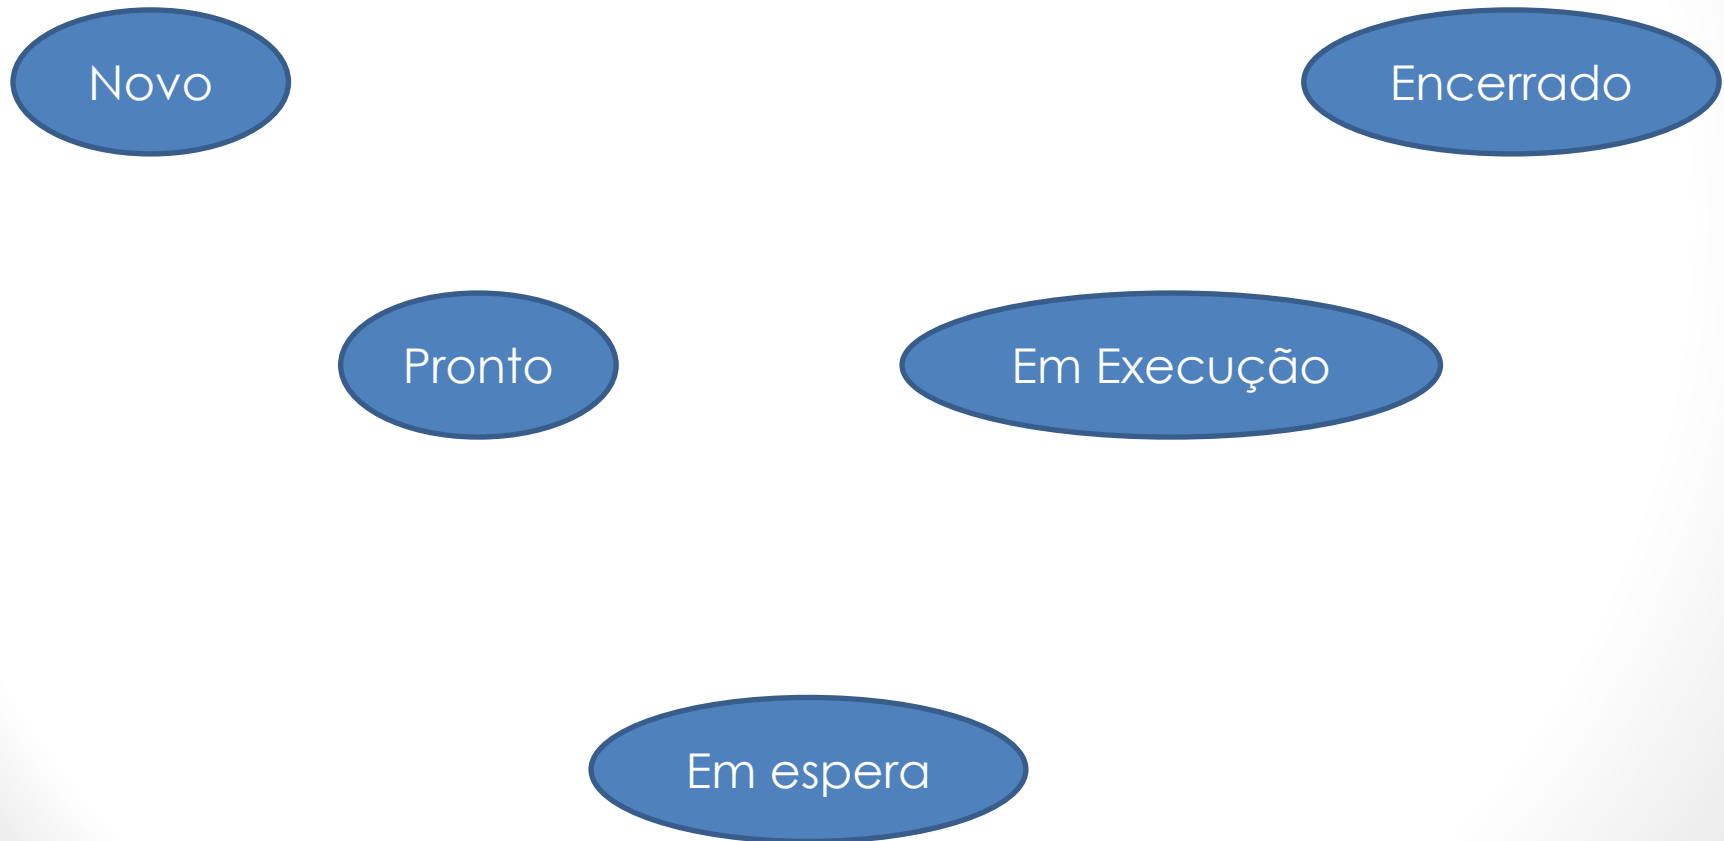 Novo
Encerrado
Pronto
Em Execução
Em espera